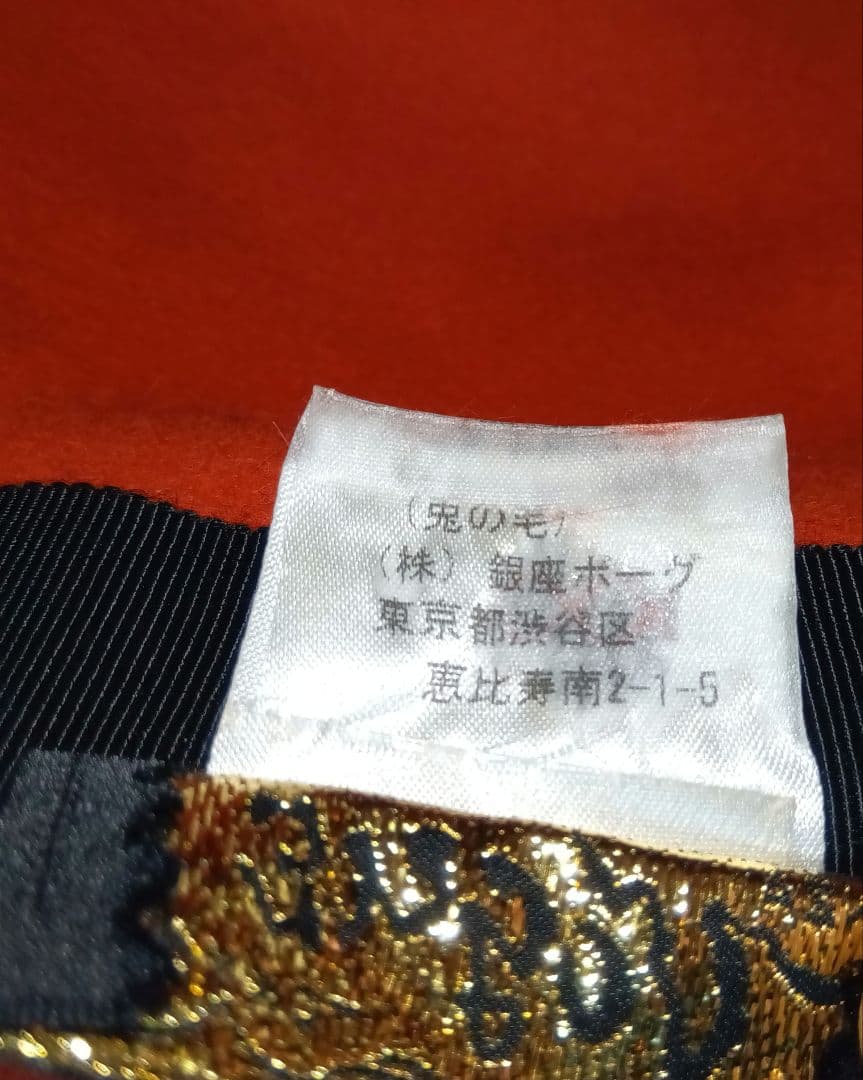 (兎の毛)
(株) 銀座ボーグ
東京都渋谷区
恵比寿南2-1-5